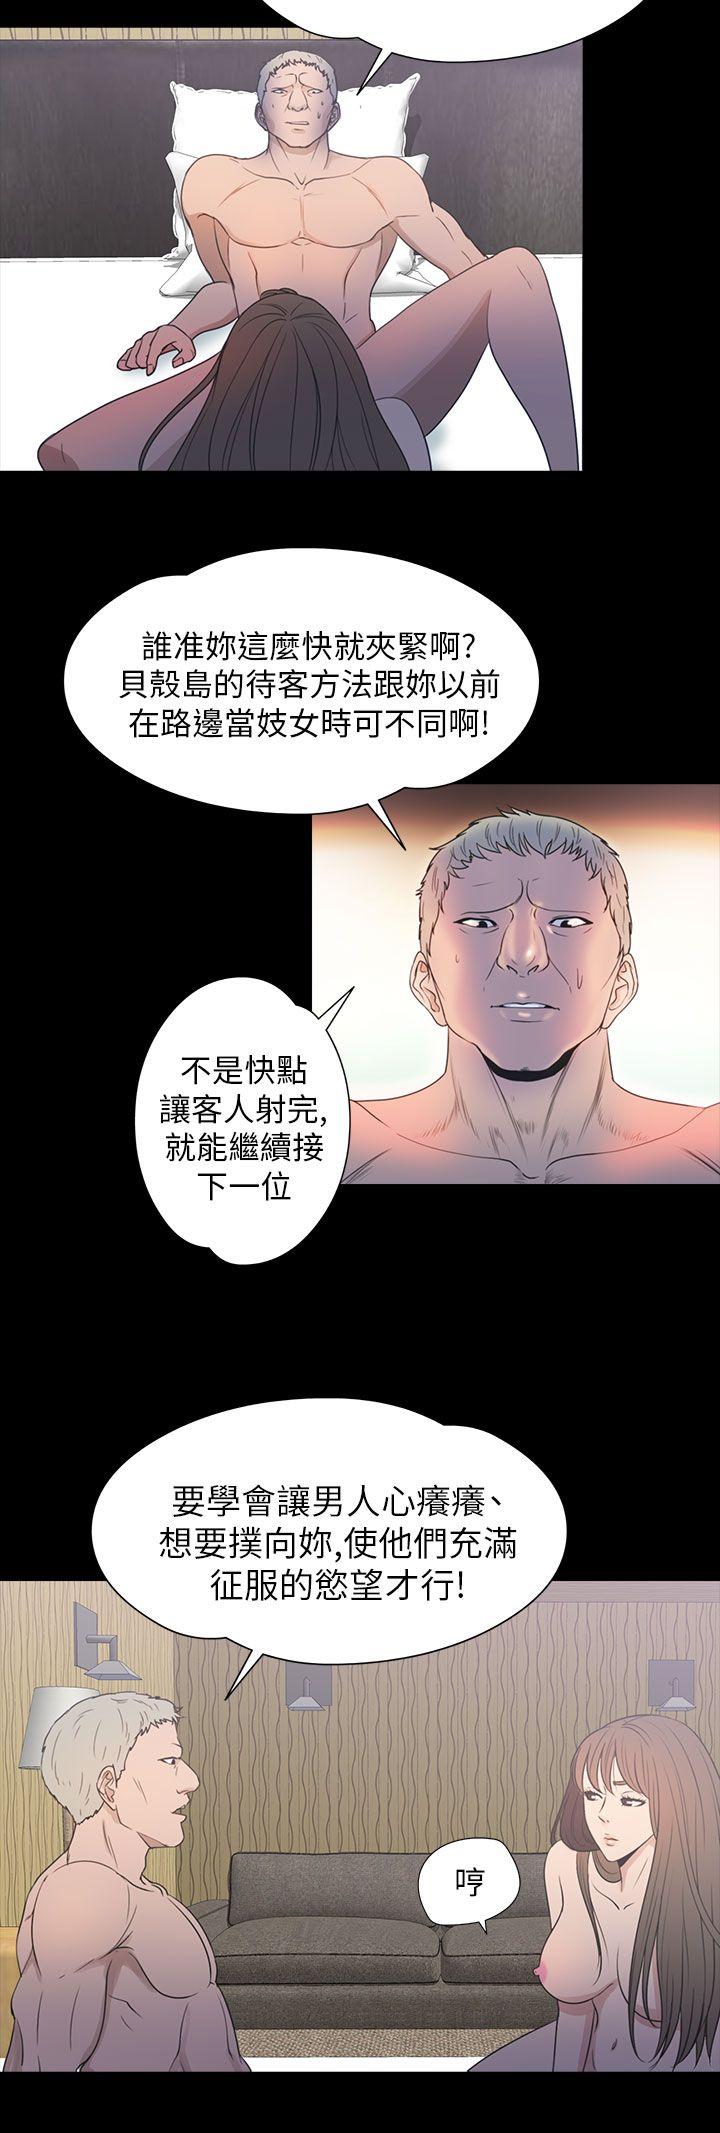 誰准妳這麼快就夾緊啊?
貝殼島的待客方法跟妳以前
在路邊當妓女時可不同啊!
不是快點
讓客人射完,
就能繼續接
下一位
要學會讓男人心癢癢、
想要撲向妳,使他們充滿
征服的慾望才行!
哼